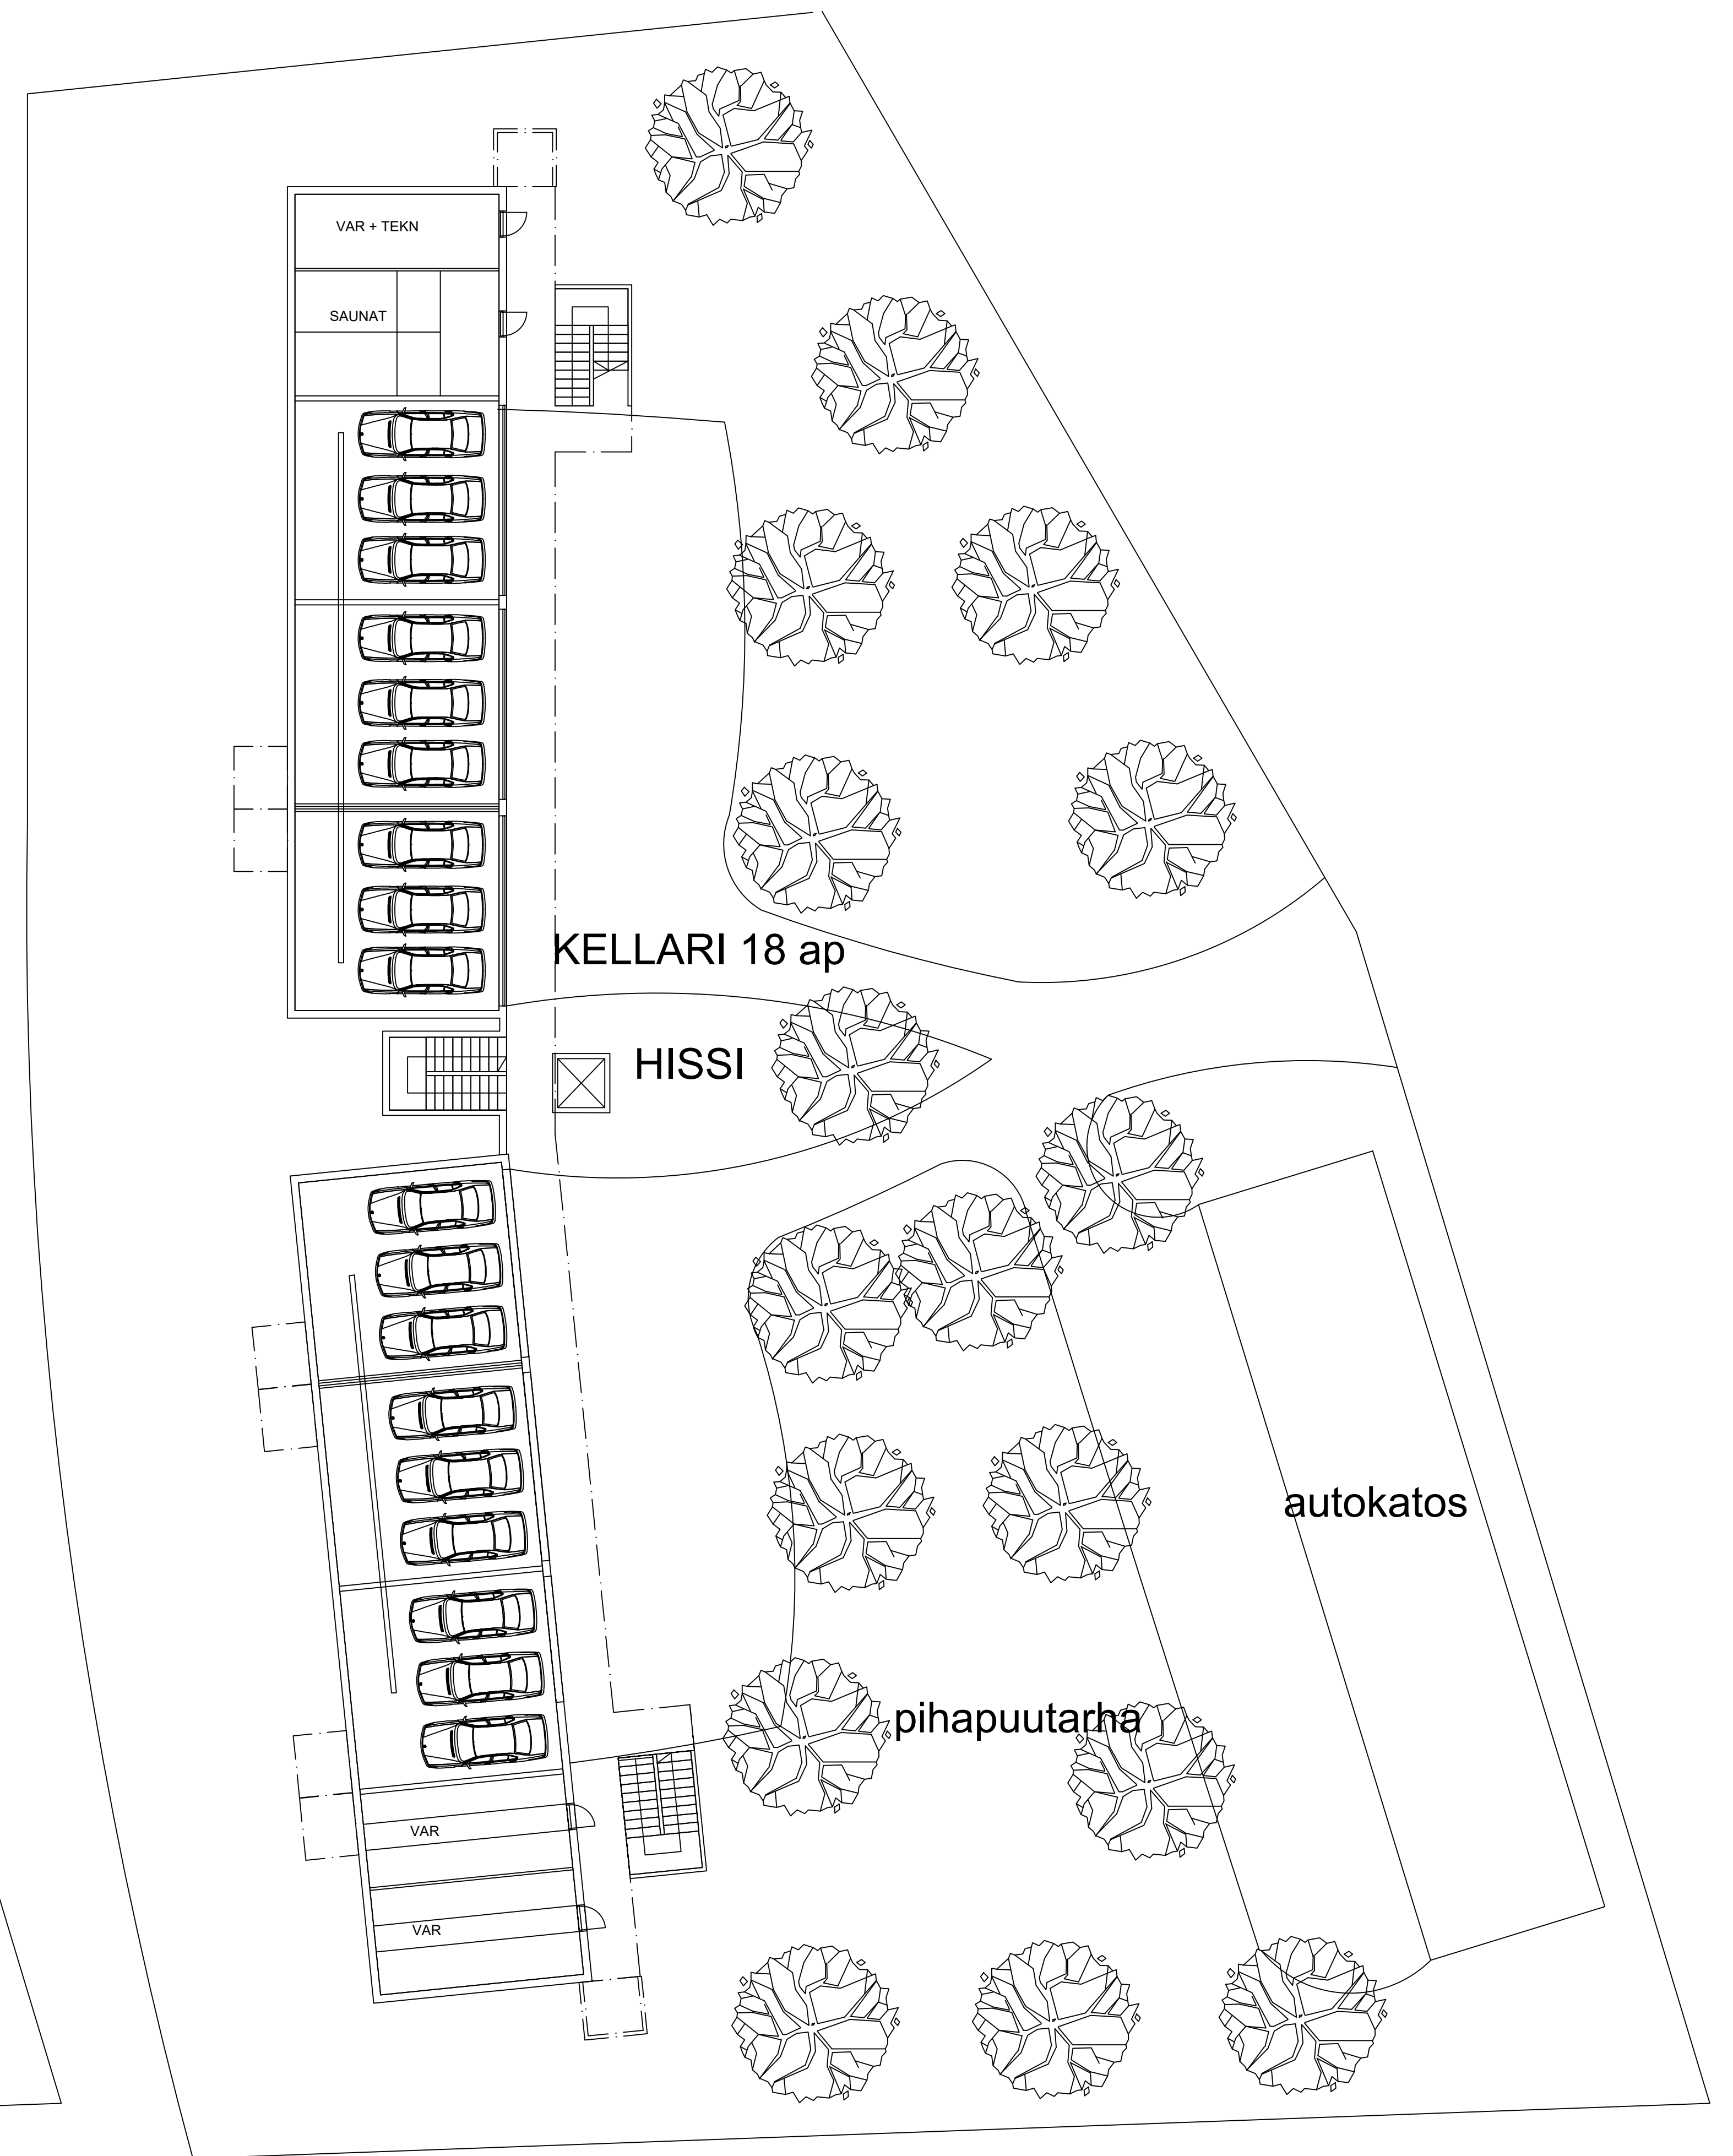 VAR + TEKN
SAUNAT
KELLARI 18 ap
HISSI
autokatos
pihapuutarha
VAR
VAR